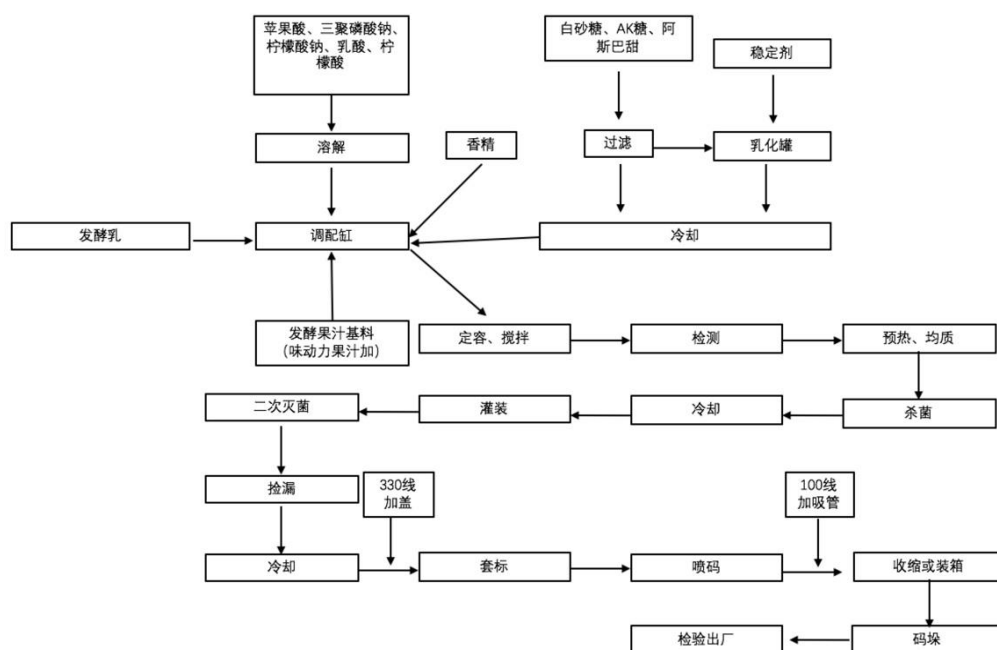 苹果酸、三聚磷酸钠、
柠檬酸钠、乳酸、柠
檬酸
白砂糖、AK糖、阿
斯巴甜
稳定剂
溶解
香精
过滤
乳化罐
发酵乳
调配缸
冷却
发酵果汁基料
（味动力果汁加）
定容、搅拌
检测
预热、均质
二次灭菌
灌装
冷却
杀菌
捡漏
330线
加盖
100线
加吸管
冷却
套标
喷码
收缩或装箱
检验出厂
码垛